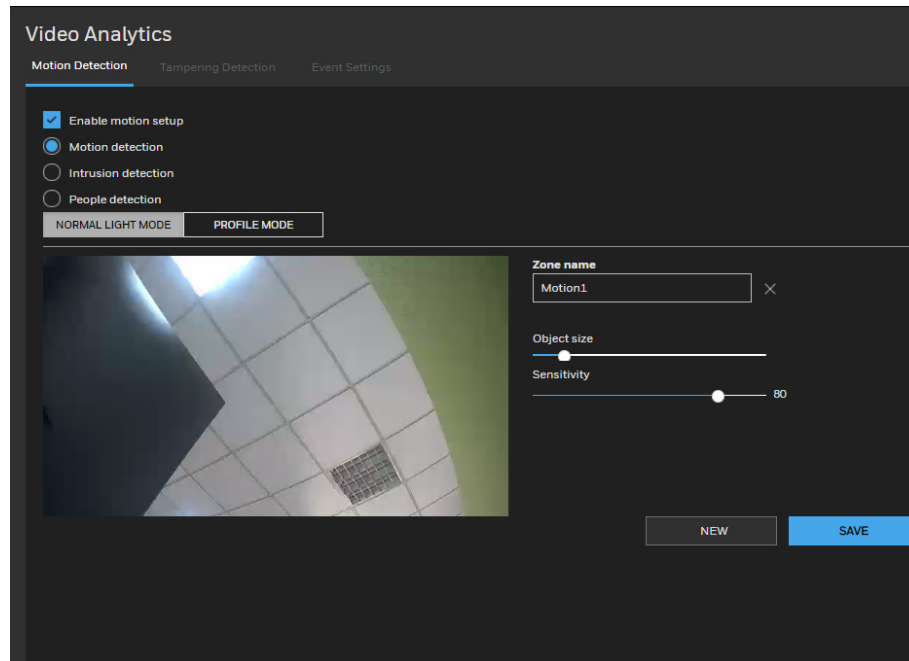 Video Analytics
Motion Detection Tampering Detection Event Settings
Enable motion setup
Motion detection
Intrusion detection
People detection
NORMAL LIGHT MODE PROFILE MODE
Zone name
Motion1
Object size
Sensitivity
80
NEW SAVE